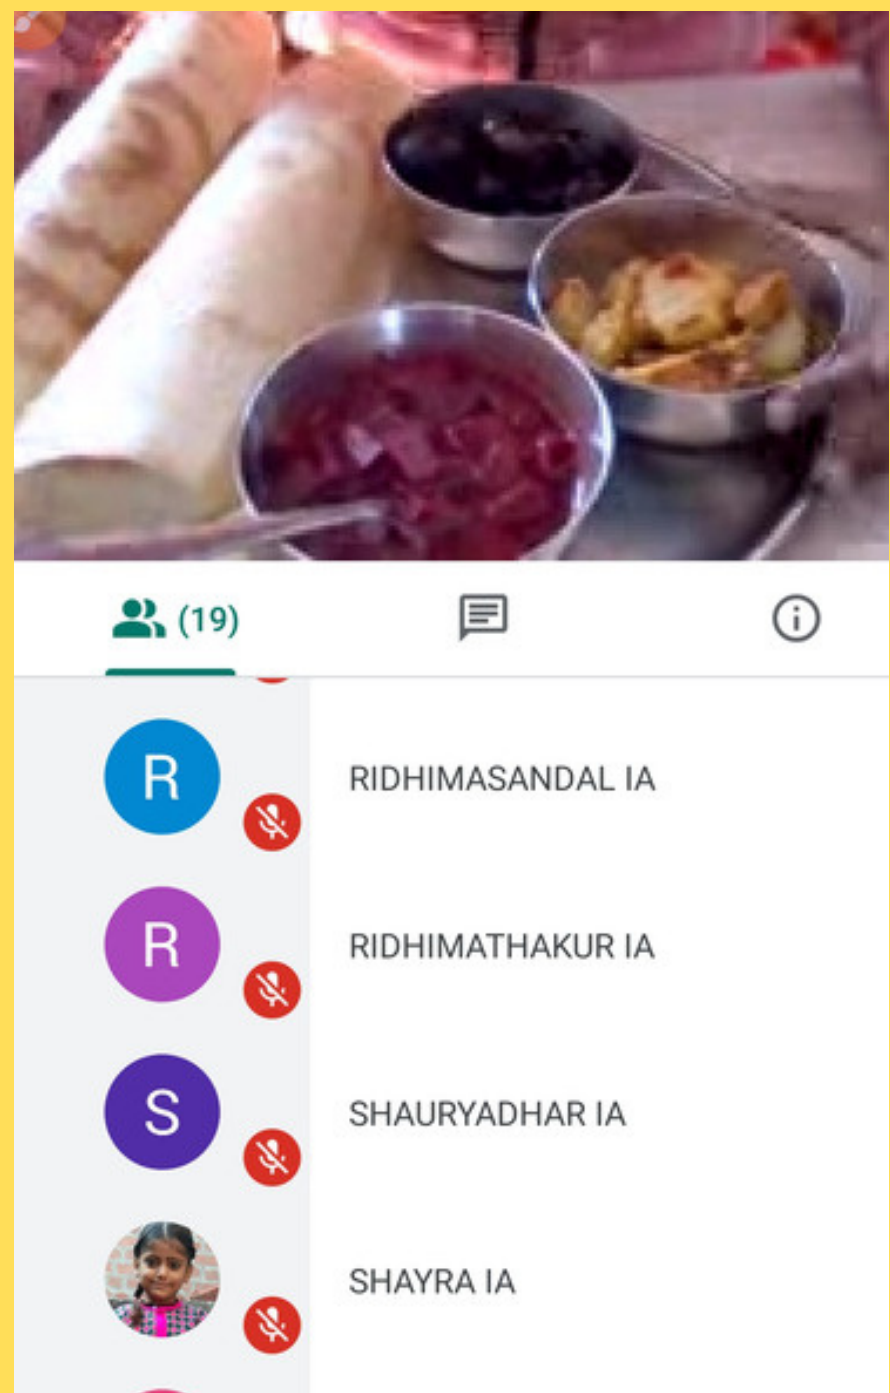 (19)
R
RIDHIMASANDAL IA
R
RIDHIMATHAKUR IA
S
SHAURYADHAR IA
SHAYRA IA